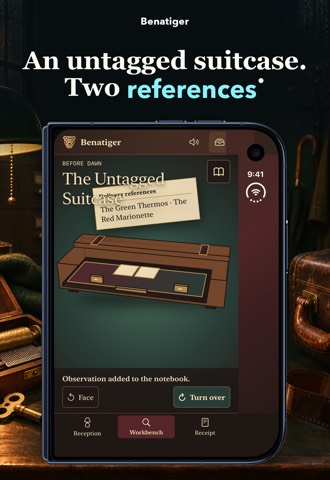 Benatiger
An untagged suitcase.
Two references.
Benatiger
BEFORE DAWN
The Untagged
Suitcase
Delivery references
The Green Thermos · The
Red Marionette
9:41
Observation added to the notebook.
Face
Turn over
Reception
Workbench
Receipt